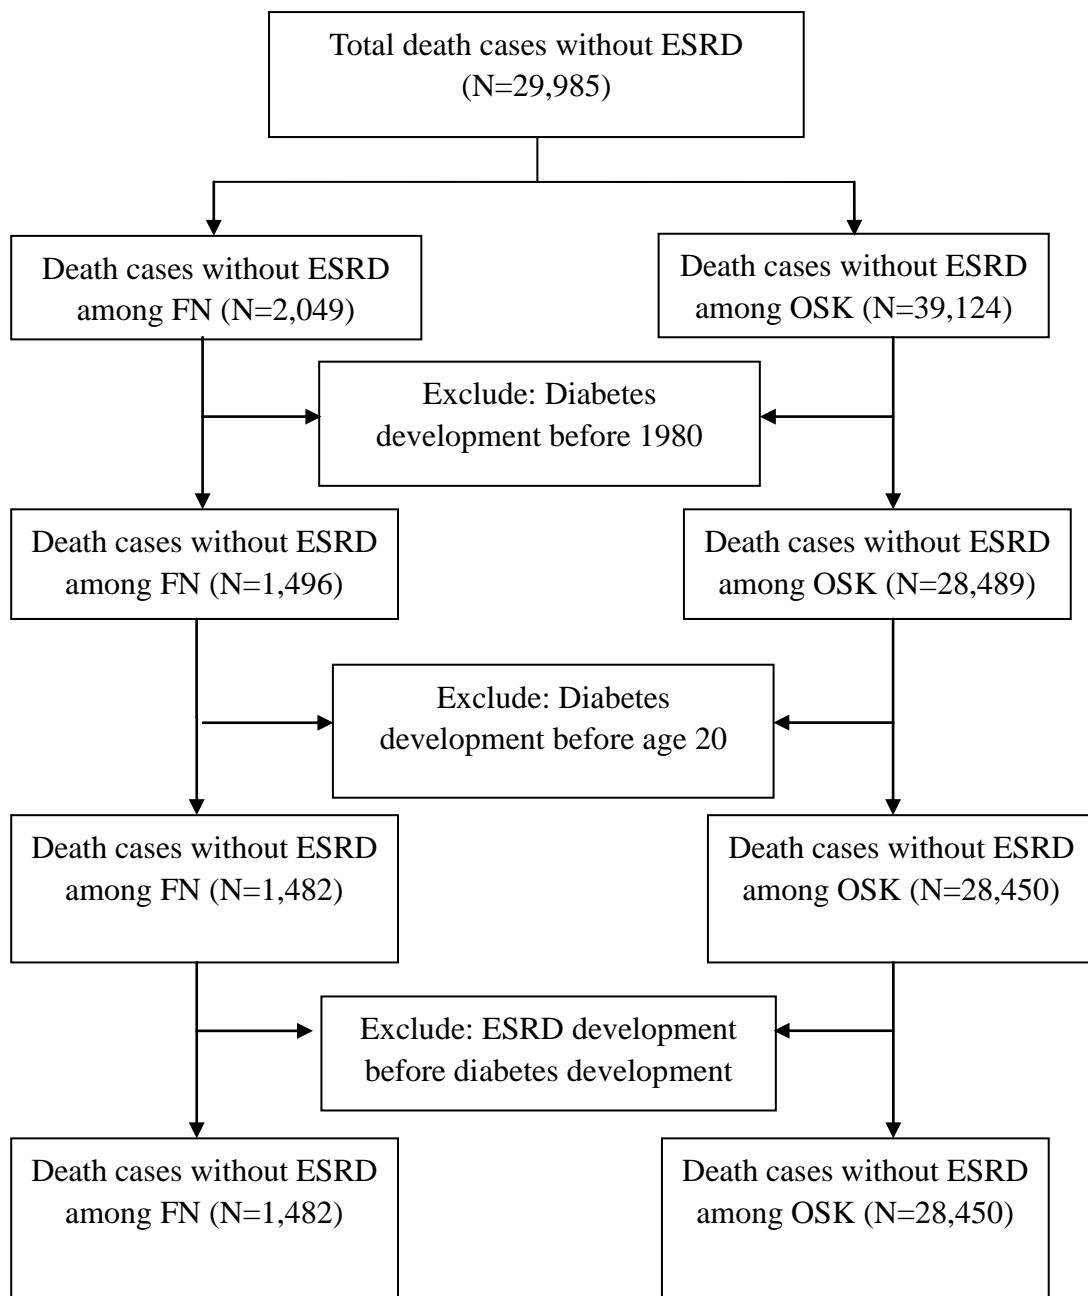 Total death cases without ESRD
(N=29,985)
Death cases without ESRD
among FN (N=2,049)
Death cases without ESRD
among OSK (N=39,124)
Exclude: Diabetes
development before 1980
Death cases without ESRD
among FN (N=1,496)
Death cases without ESRD
among OSK (N=28,489)
Exclude: Diabetes
development before age 20
Death cases without ESRD
among FN (N=1,482)
Death cases without ESRD
among OSK (N=28,450)
Exclude: ESRD development
before diabetes development
Death cases without ESRD
among FN (N=1,482)
Death cases without ESRD
among OSK (N=28,450)